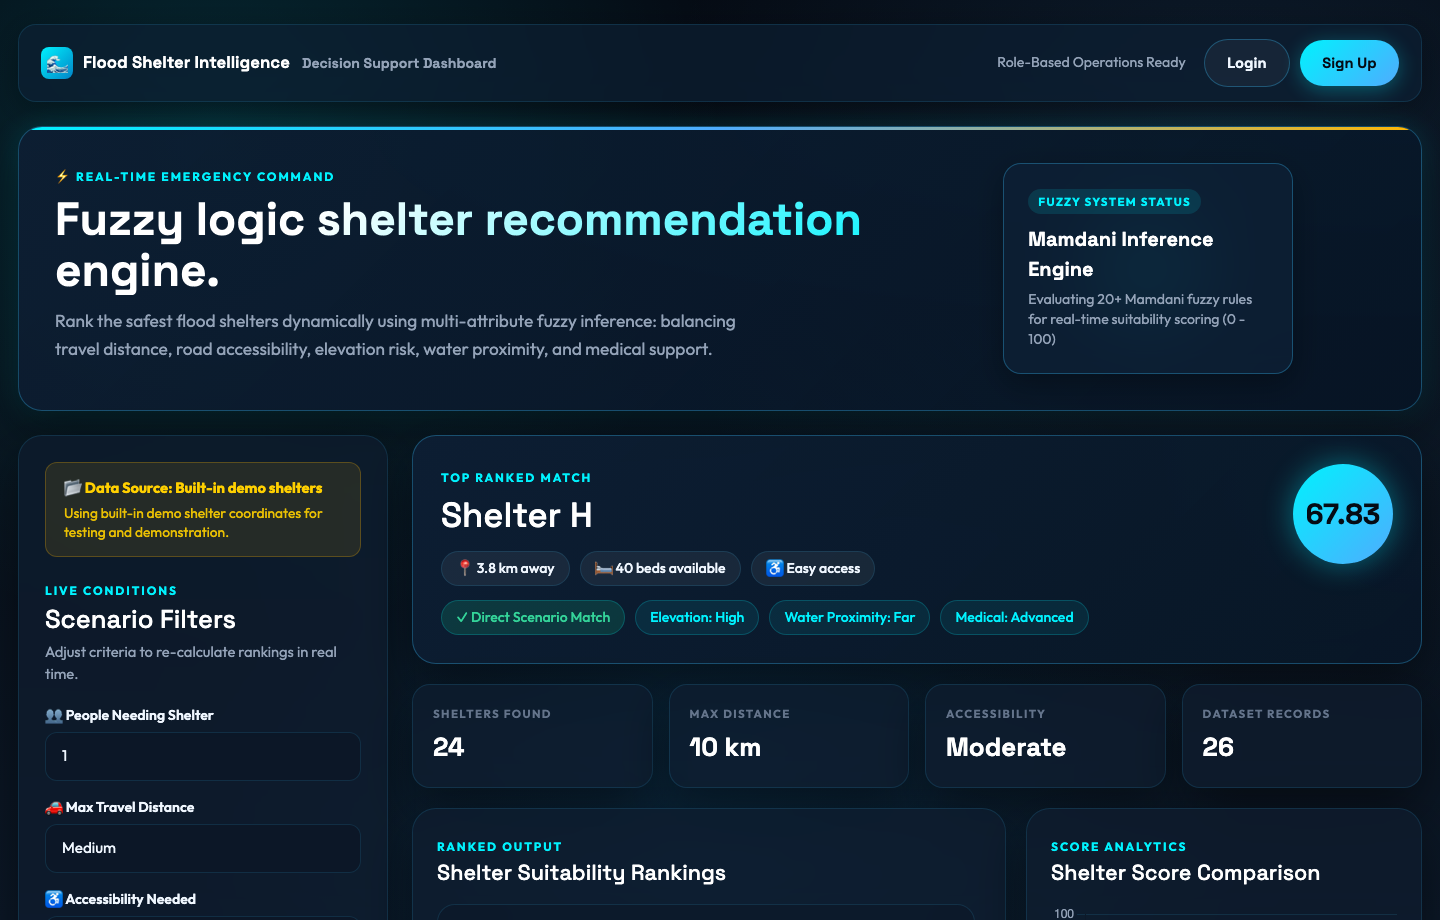 Flood Shelter Intelligence Decision Support Dashboard
Role-Based Operations Ready
Login
Sign Up
⚡ REAL-TIME EMERGENCY COMMAND
Fuzzy logic shelter recommendation
engine.
Rank the safest flood shelters dynamically using multi-attribute fuzzy inference: balancing
travel distance, road accessibility, elevation risk, water proximity, and medical support.
FUZZY SYSTEM STATUS
Mamdani Inference
Engine
Evaluating 20+ Mamdani fuzzy rules
for real-time suitability scoring (0 -
100)
📂 Data Source: Built-in demo shelters
Using built-in demo shelter coordinates for
testing and demonstration.
LIVE CONDITIONS
Scenario Filters
Adjust criteria to re-calculate rankings in real
time.
👥 People Needing Shelter
1
🚗 Max Travel Distance
Medium
♿ Accessibility Needed
TOP RANKED MATCH
Shelter H
67.83
📍 3.8 km away
🛏️ 40 beds available
♿ Easy access
✓ Direct Scenario Match
Elevation: High
Water Proximity: Far
Medical: Advanced
SHELTERS FOUND
24
MAX DISTANCE
10 km
ACCESSIBILITY
Moderate
DATASET RECORDS
26
RANKED OUTPUT
Shelter Suitability Rankings
SCORE ANALYTICS
Shelter Score Comparison
100